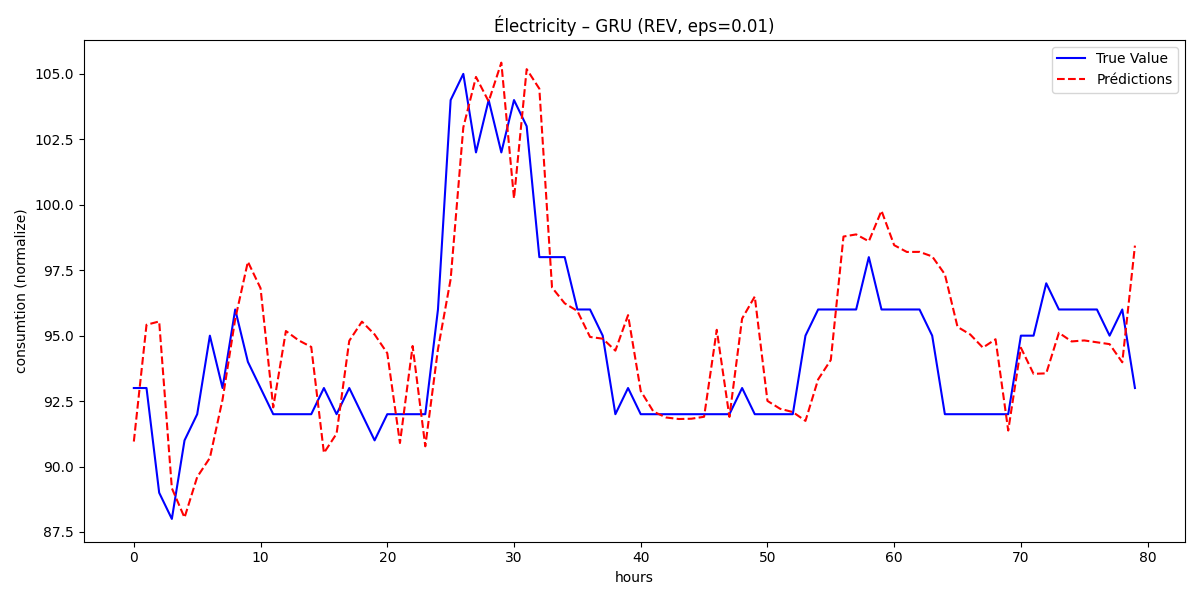 Électricity – GRU (REV, eps=0.01)
True Value
Prédictions
consumtion (normalize)
105.0
102.5
100.0
97.5
95.0
92.5
90.0
87.5
0 10 20 30 40 50 60 70 80
hours